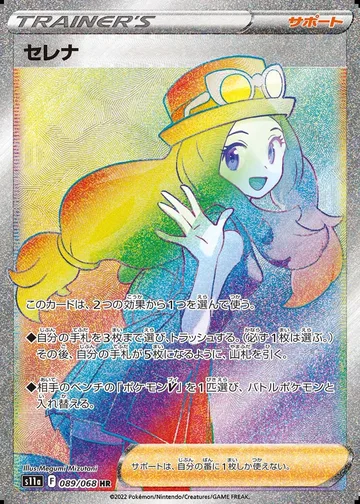 TRAINER'S
サポート
セレナ
このカードは、2つの効果から1つを選んで使う。
◆自分の手札を3枚まで選び、トラッシュする。(必ず1枚は選ぶ。)
その後、自分の手札が5枚になるように、山札を引く。
◆相手のベンチの「ポケモンV」を1匹選び、バトルポケモンと
入れ替える。
Illus.Megumi Mizutani
s11a F 089/068 HR
サポートは、自分の番に1枚しか使えない。
©2022 Pokémon/Nintendo/Creatures/GAME FREAK.